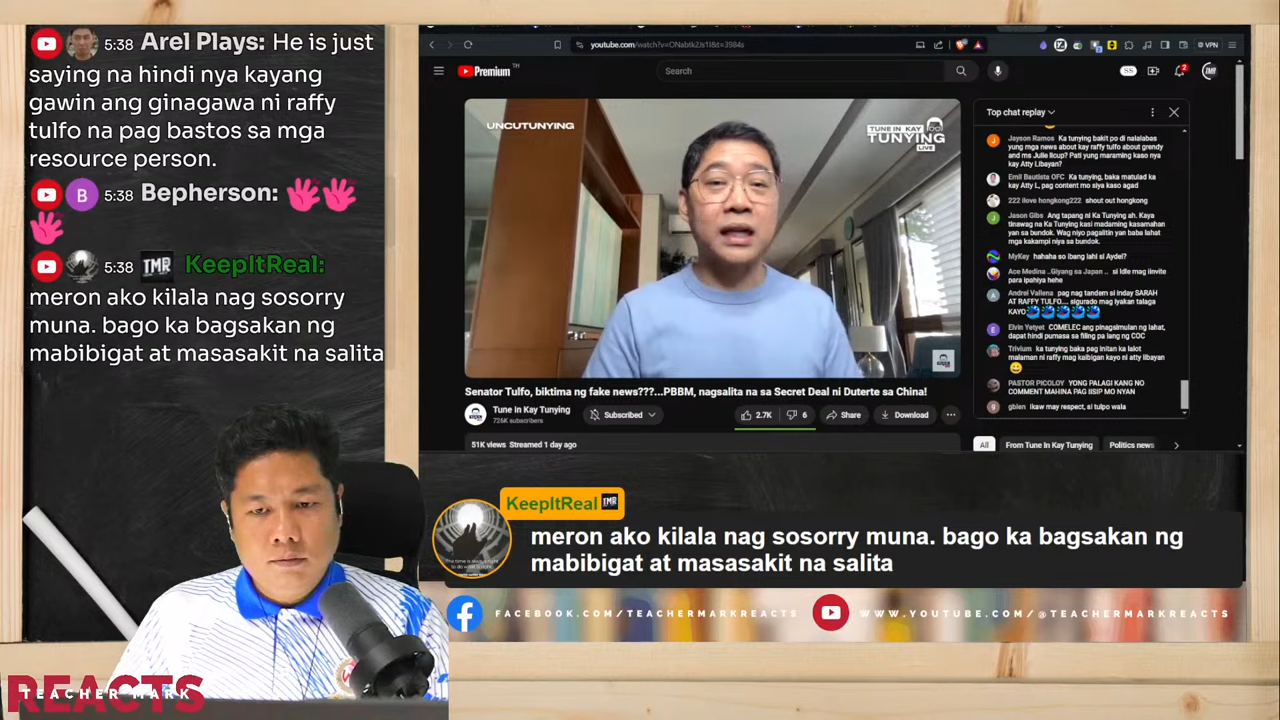 5:38 Arel Plays: He is just
saying na hindi nya kayang
gawin ang ginagawa ni raffy
tulfo na pag bastos sa mga
resource person.
B 5:38 Bepherson:
5:38 TMR KeepItReal:
meron ako kilala nag sosorry
muna. bago ka bagsakan ng
mabibigat at masasakit na salita
youtube.com/watch?v=ONabtk2Js1I&t=3984s
VPN
Premium TH
Search
SS
2
UNCUTUNYING
TUNE IN KAY
TUNYING
LIVE
Senator Tulfo, biktima ng fake news???...PBBM, nagsalita na sa Secret Deal ni Duterte sa China!
Tune In Kay Tunying
726K subscribers
Subscribed
2.7K
6
Share
Download
51K views Streamed 1 day ago
Top chat replay
Jayson Ramos Ka tunying bakit po di nalalabas
yung mga news about kay raffy tulfo about grendy
and ms Julie licup? Pati yung maraming kaso nya
kay Atty Libayan?
Emil Bautista OFC Ka tunying, baka matulad ka
kay Atty L, pag content mo siya kaso agad
222 ilove hongkong222 shout out hongkong
Jason Gibs Ang tapang ni Ka Tunying ah. Kaya
tinawag na Ka Tunying kasi madaming kasamahan
yan sa bundok. Wag niyo pagalitin yan baba lahat
mga kakampi niya sa bundok.
MyKey hahaha so ibang lahi si Aydel?
Ace Medina ..Giyang sa Japan .. si Idle mag iinvite
para ipahiya hehe
Andrei Vallena pag nag tandem si inday SARAH
AT RAFFY TULFO.... sigurado mag iyakan talaga
KAYO
Elvin Yetyet COMELEC ang pinagsimulan ng lahat,
dapat hindi pumasa sa filing pa lang ng COC
Trivium ka tunying baka pag initan ka lalot
malaman ni raffy mag kaibigan kayo ni atty libayan
PASTOR PICOLOY YONG PALAGI KANG NO
COMMENT MAHINA PAG IISIP MO NYAN
gbien ikaw may respect, si tulpo wala
All
From Tune In Kay Tunying
Politics news
KeepItReal TMR
meron ako kilala nag sosorry muna. bago ka bagsakan ng
mabibigat at masasakit na salita
FACEBOOK.COM/TEACHERMARKREACTS
WWW.YOUTUBE.COM/@TEACHERMARKREACTS
TEACHER MARK
REACTS